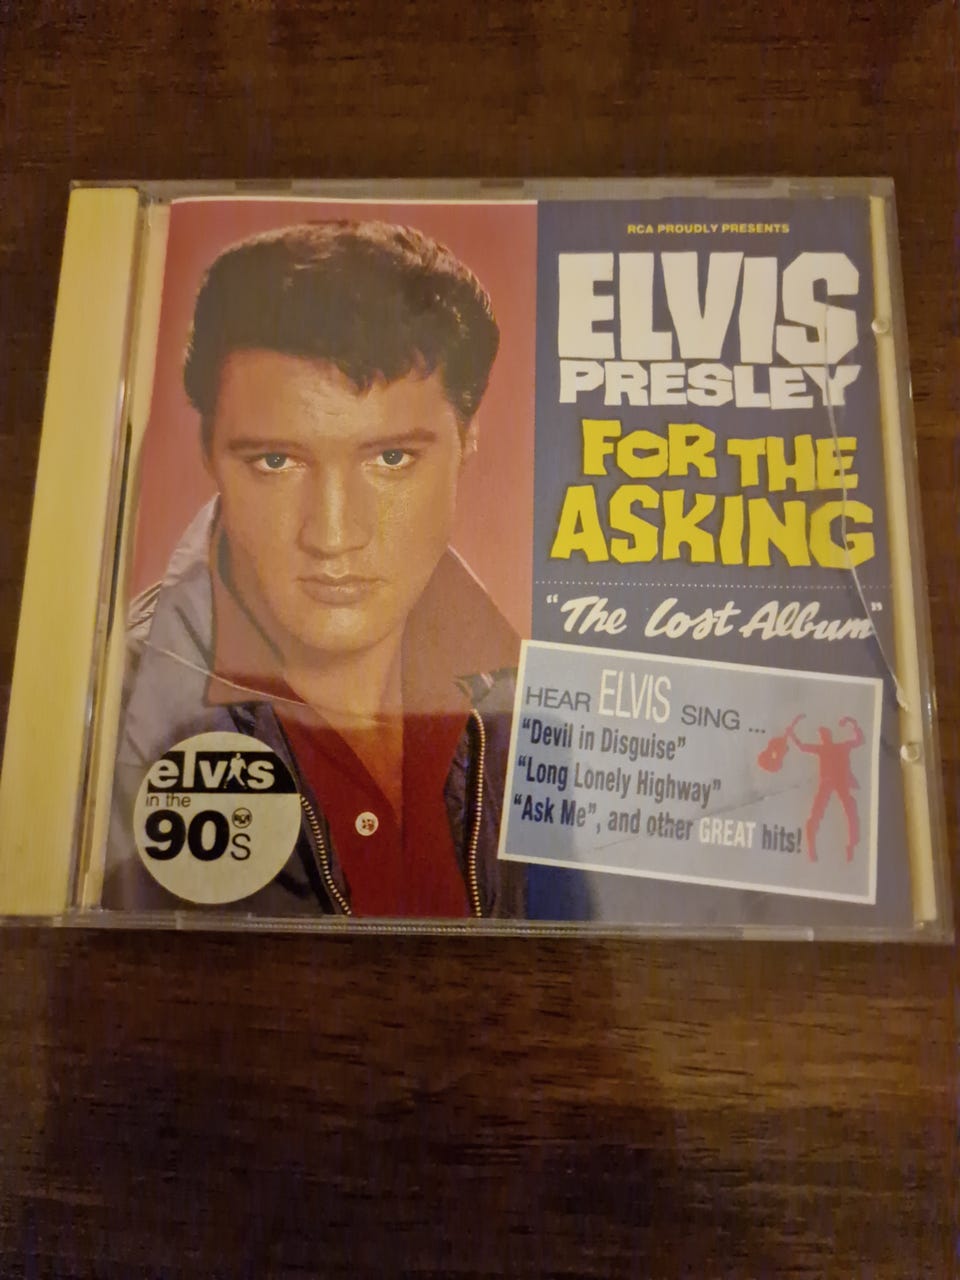 RCA PROUDLY PRESENTS
ELVIS
PRESLEY
FOR THE
ASKING
"The Lost Album"
HEAR ELVIS SING ...
"Devil in Disguise"
"Long Lonely Highway"
"Ask Me", and other GREAT hits!
elvis
in the
90s